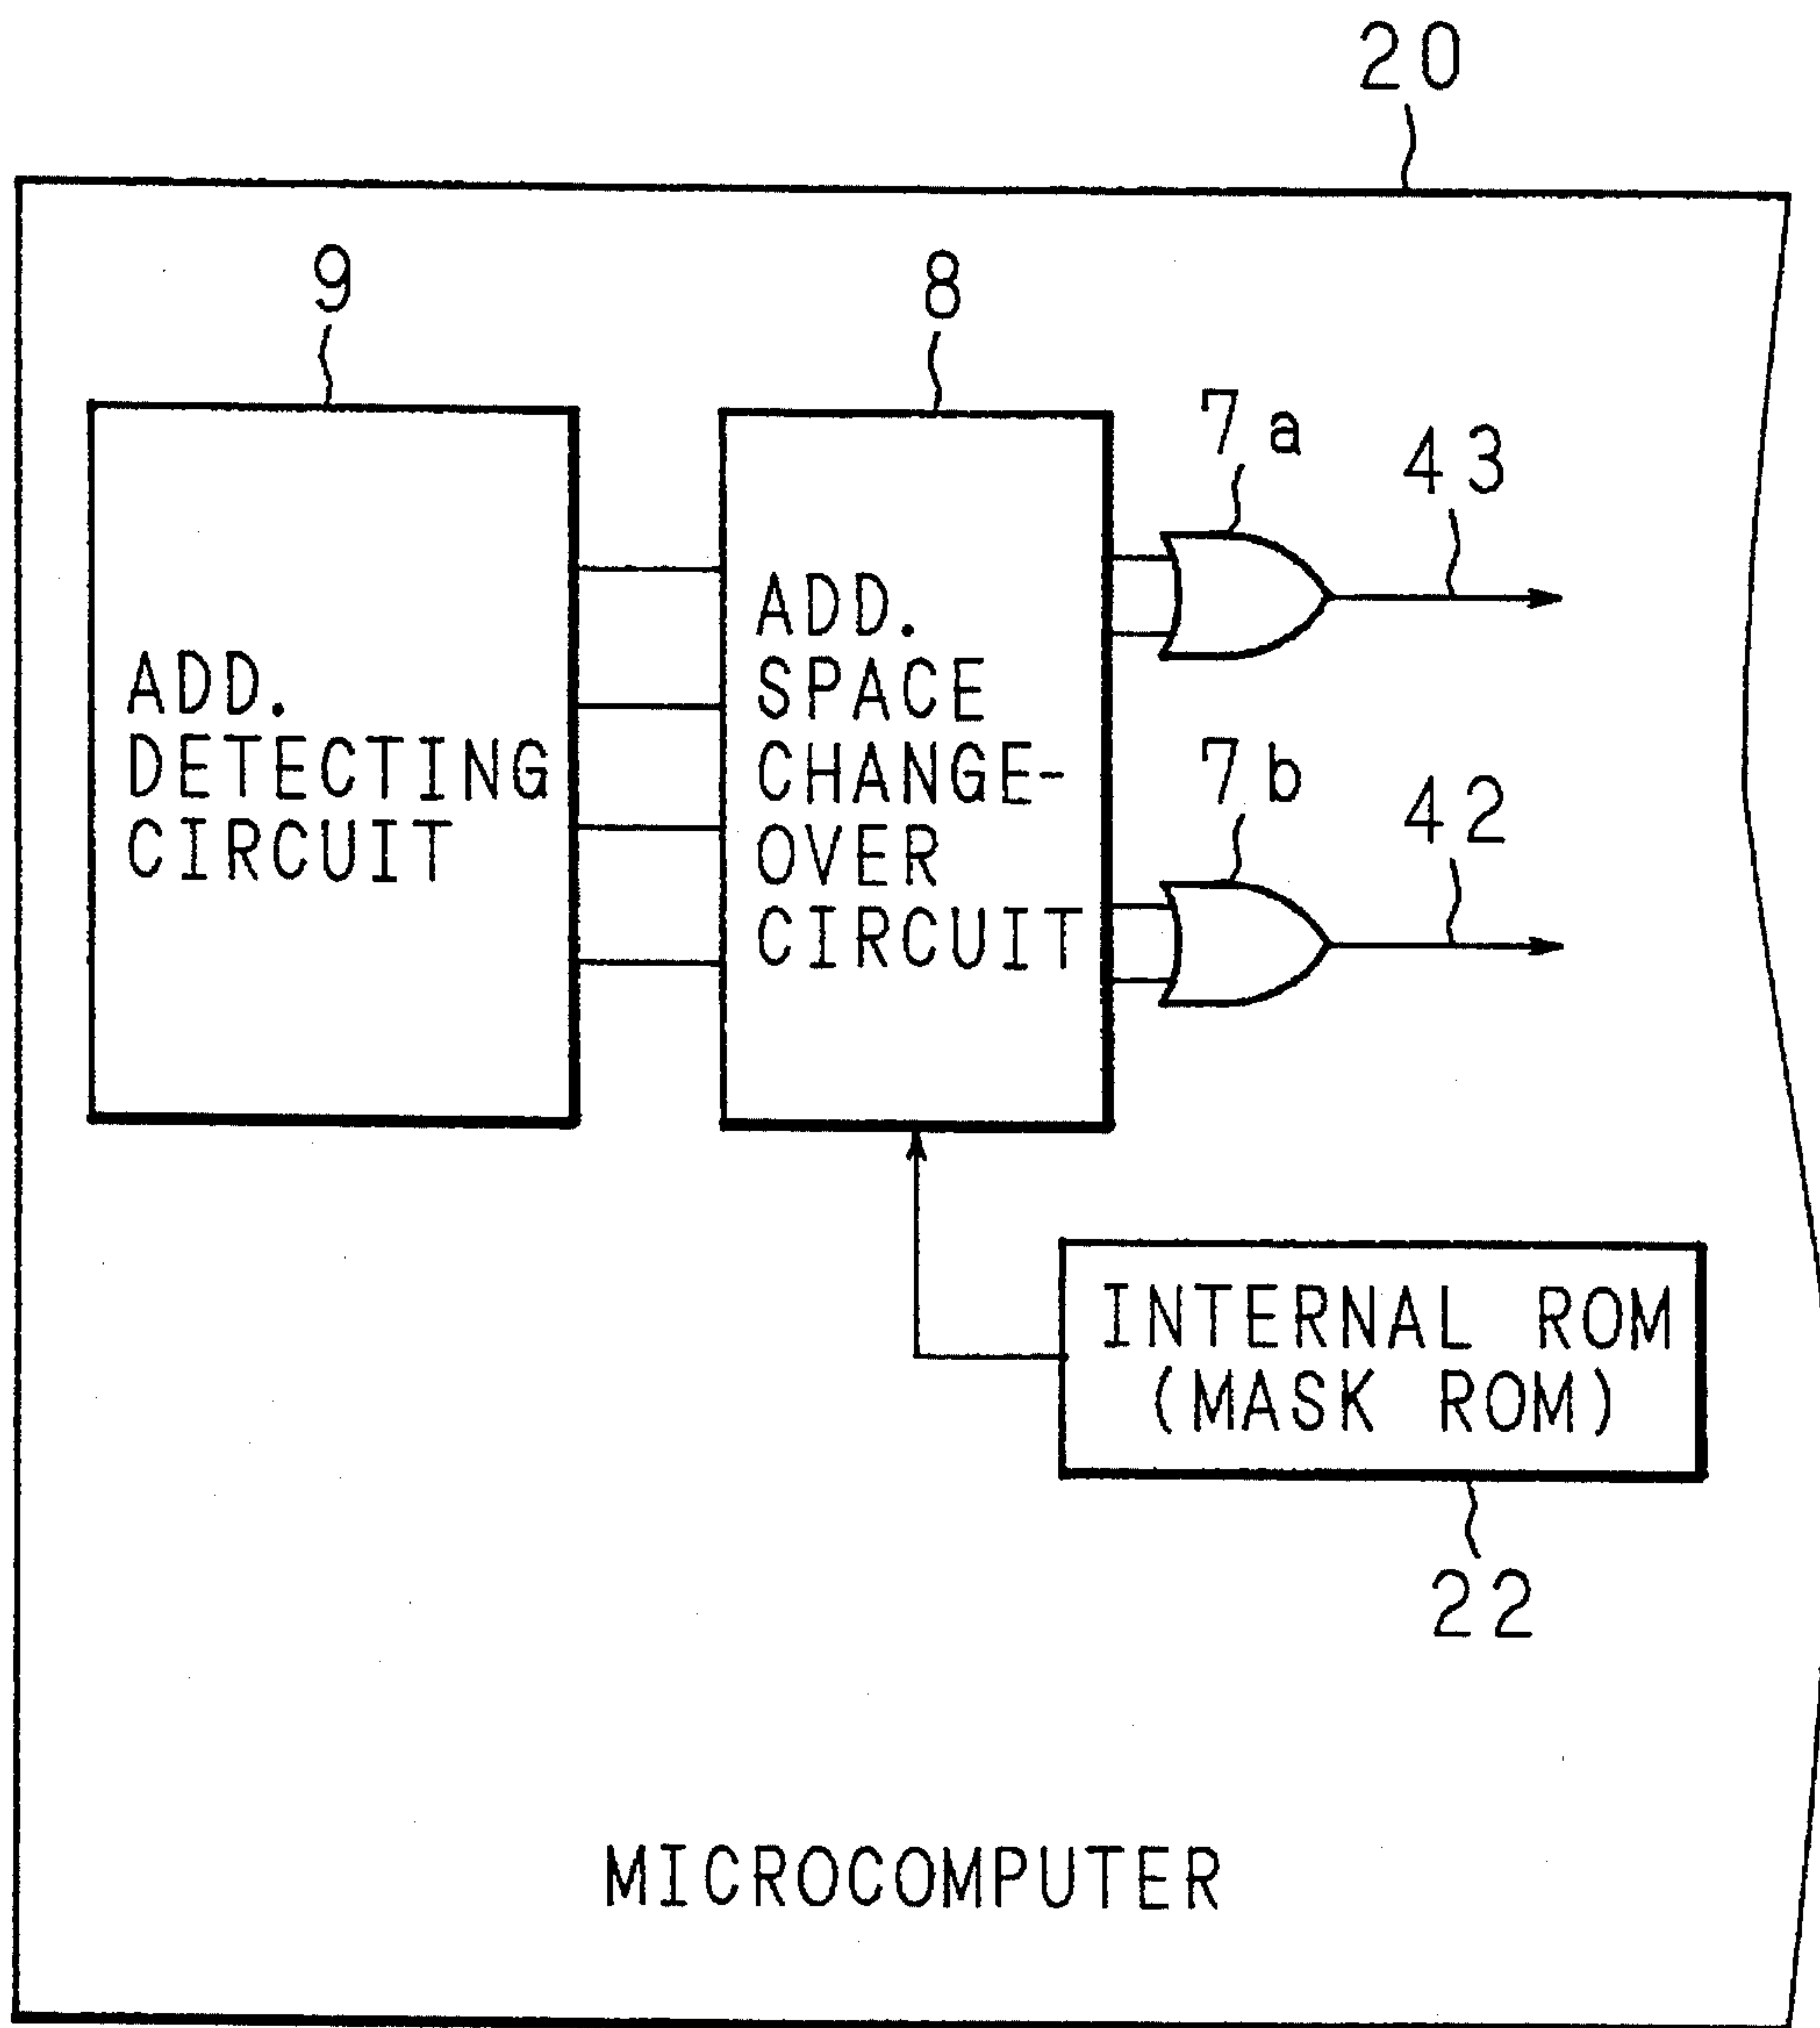 20
9
8
7a
43
ADD.
DETECTING
CIRCUIT
ADD.
SPACE
CHANGE-
OVER
CIRCUIT
7b
42
INTERNAL ROM
(MASK ROM)
22
MICROCOMPUTER